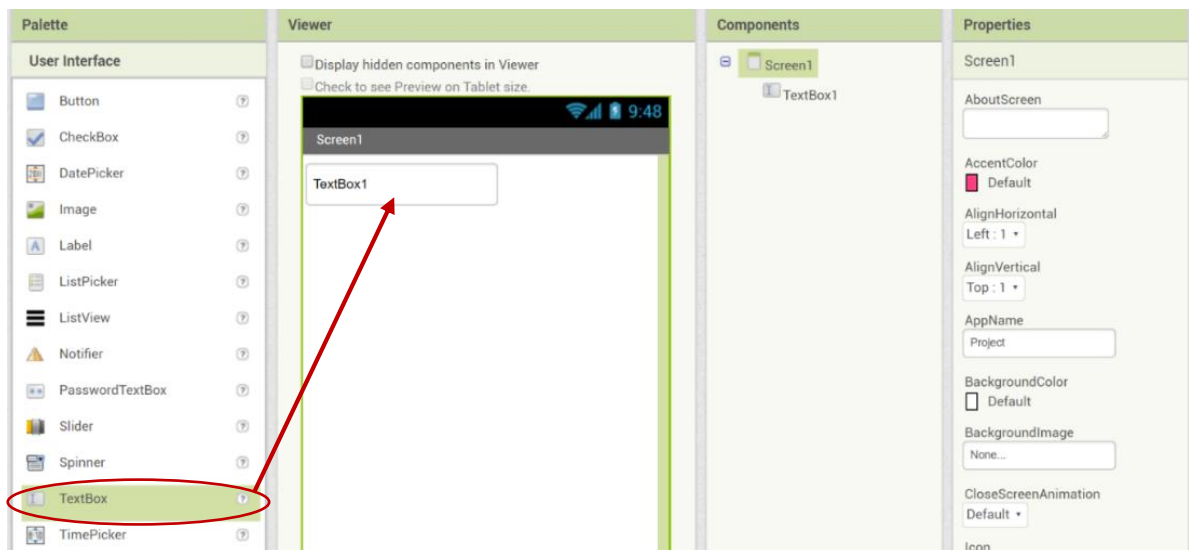 Palette
User Interface
Button
CheckBox
DatePicker
Image
Label
ListPicker
ListView
Notifier
PasswordTextBox
Slider
Spinner
TextBox
TimePicker
Viewer
Display hidden components in Viewer
Check to see Preview on Tablet size.
9:48
Screen1
TextBox1
Components
Screen1
TextBox1
Properties
Screen1
AboutScreen
AccentColor
Default
AlignHorizontal
Left : 1
AlignVertical
Top : 1
AppName
Project
BackgroundColor
Default
BackgroundImage
None...
CloseScreenAnimation
Default
Icon